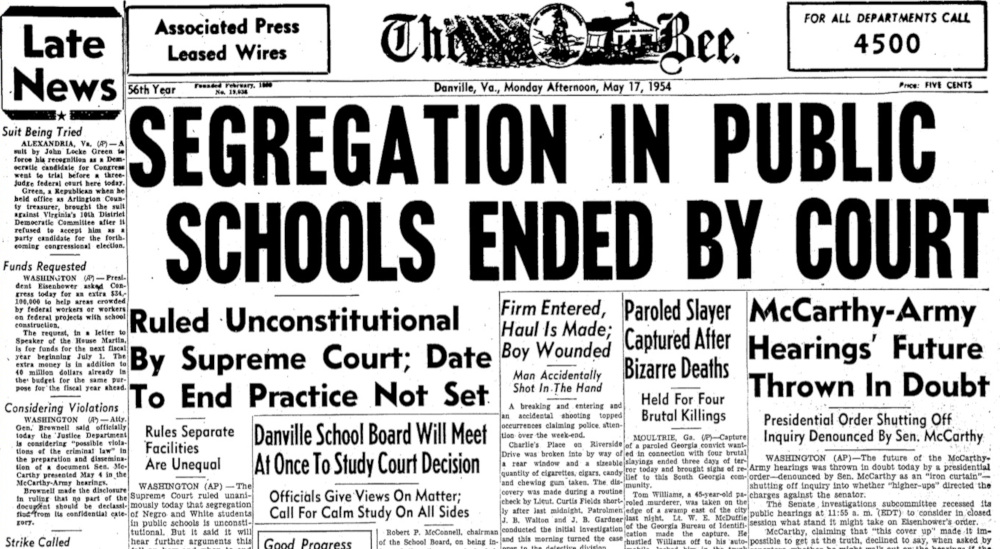 Late
News
Associated Press
Leased Wires
The Bee.
FOR ALL DEPARTMENTS CALL
4500
56th Year
Founded February, 1899
Danville, Va., Monday Afternoon, May 17, 1954
Price: FIVE CENTS
SEGREGATION IN PUBLIC
SCHOOLS ENDED BY COURT
Suit Being Tried
ALEXANDRIA, Va. (AP) — A
suit by John Locke Green to
force his recognition as a Dem-
ocratic candidate for Congress
went to trial before a three-
judge federal court here today.
Green, a Republican when he
held office as Arlington Coun-
ty treasurer, brought the suit
against Virginia's 10th District
Democratic Committee after it
refused to accept him as a
party candidate for the forth-
coming congressional election.
Funds Requested
WASHINGTON (AP) — Presi-
dent Eisenhower asked Con-
gress today for an extra $34,-
100,000 to help areas crowded
by federal workers or workers
on federal projects with school
construction.
The request, in a letter to
Speaker of the House Martin,
is for funds for the next fiscal
year beginning July 1. The
extra money is in addition to
40 million dollars already in
the budget for the same pur-
pose for the fiscal year ahead.
Considering Violations
WASHINGTON (AP) — Atty.
Gen. Brownell said officially
today the Justice Department
is considering "possible viola-
tions of the criminal law" in
the preparation and dissemina-
tion of a document Sen. Mc-
Carthy presented May 4 in the
McCarthy-Army hearings.
Brownell made the disclosure
in ruling that no part of the
document should be declassi-
fied from its confidential cate-
gory.
Strike Called
Ruled Unconstitutional
By Supreme Court; Date
To End Practice Not Set
Rules Separate
Facilities
Are Unequal
WASHINGTON (AP) — The
Supreme Court ruled unani-
mously today that segregation
of Negro and White students
in public schools is unconsti-
tutional. But it said it will
hear further arguments this
Danville School Board Will Meet
At Once To Study Court Decision
Officials Give Views On Matter;
Call For Calm Study On All Sides
Good Progress
Robert P. McConnell, chairman
of the School Board, on being in-
Firm Entered,
Haul Is Made;
Boy Wounded
Man Accidentally
Shot In The Hand
A breaking and entering and
an accidental shooting topped
occurrences claiming police atten-
tion over the week-end.
Charlie's Place on Riverside
Drive was broken into by way of
a rear window and a sizeable
quantity of cigarettes, cigars, candy
and chewing gum taken. The dis-
covery was made during a routine
check by Lieut. Curtis Fields short-
ly after last midnight. Patrolmen
J. B. Walton and J. B. Gardner
conducted the initial investigation
and this morning turned the case
over to the detective division.
Paroled Slayer
Captured After
Bizarre Deaths
Held For Four
Brutal Killings
MOULTRIE, Ga. (AP)—Capture
of a paroled Georgia convict want-
ed in connection with four brutal
slayings ended three days of ter-
ror today and brought sighs of re-
lief to this South Georgia com-
munity.
Tom Williams, a 45-year-old pa-
roled murderer, was taken on the
edge of a swamp east of the city
last night. Lt. W. E. McDuffie
of the Georgia Bureau of Identifi-
cation made the capture. He
hustled Williams off to his auto-
McCarthy-Army
Hearings' Future
Thrown In Doubt
Presidential Order Shutting Off
Inquiry Denounced By Sen. McCarthy
WASHINGTON (AP)—The future of the McCarthy-
Army hearings was thrown in doubt today by a presidential
order—denounced by Sen. McCarthy as an "iron curtain"—
shutting off inquiry into whether "higher-ups" directed the
charges against the senator.
The Senate investigations subcommittee recessed its
public hearings at 11:55 a. m. (EDT) to consider in closed
session what stand it might take on Eisenhower's order.
McCarthy, claiming that "this cover up" made it im-
possible to get at the truth, declined to say, when asked by